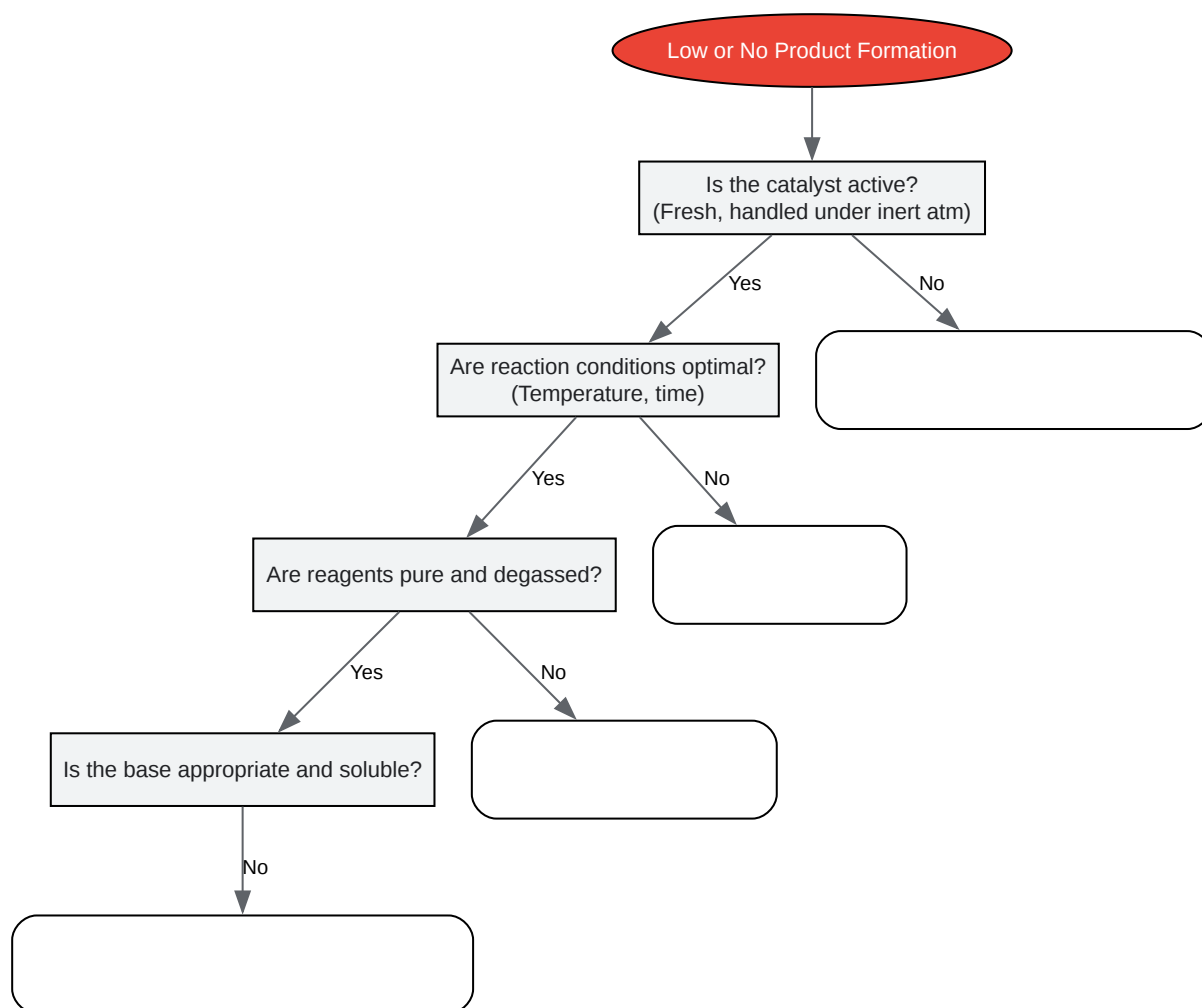 Low or No Product Formation
Is the catalyst active?
(Fresh, handled under inert atm)
Yes
No
Are reaction conditions optimal?
(Temperature, time)
Yes
No
Are reagents pure and degassed?
Yes
No
Is the base appropriate and soluble?
No